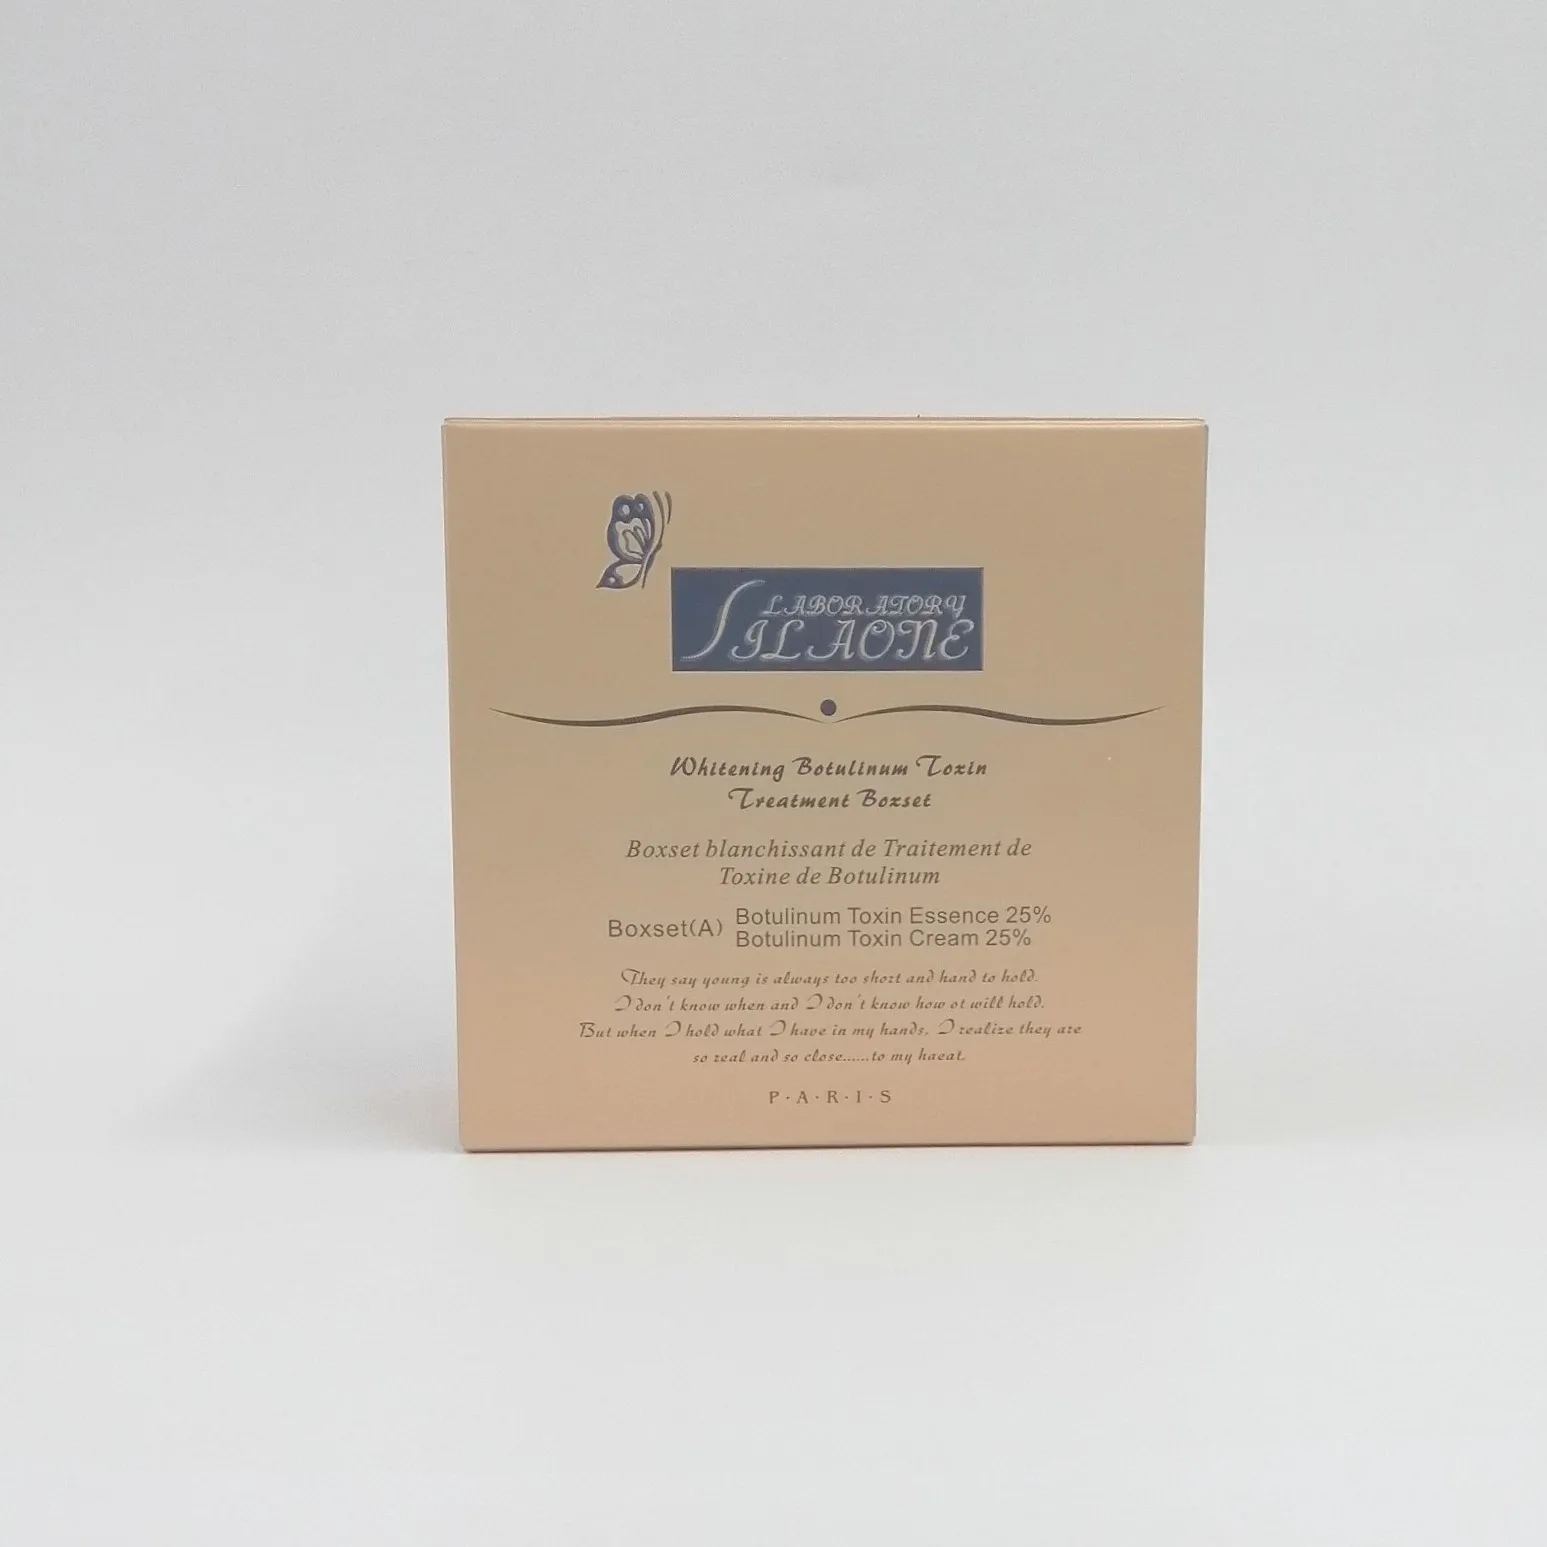 LABORATORY
SILAONE
Whitening Botulinum Toxin
Treatment Boxset
Boxset blanchissant de Traitement de
Toxine de Botulinum
Boxset(A)
Botulinum Toxin Essence 25%
Botulinum Toxin Cream 25%
They say young is always too short and hand to hold.
I don't know when and I don't know how ot will hold.
But when I hold what I have in my hands, I realize they are
so real and so close......to my haeat.
P·A·R·I·S